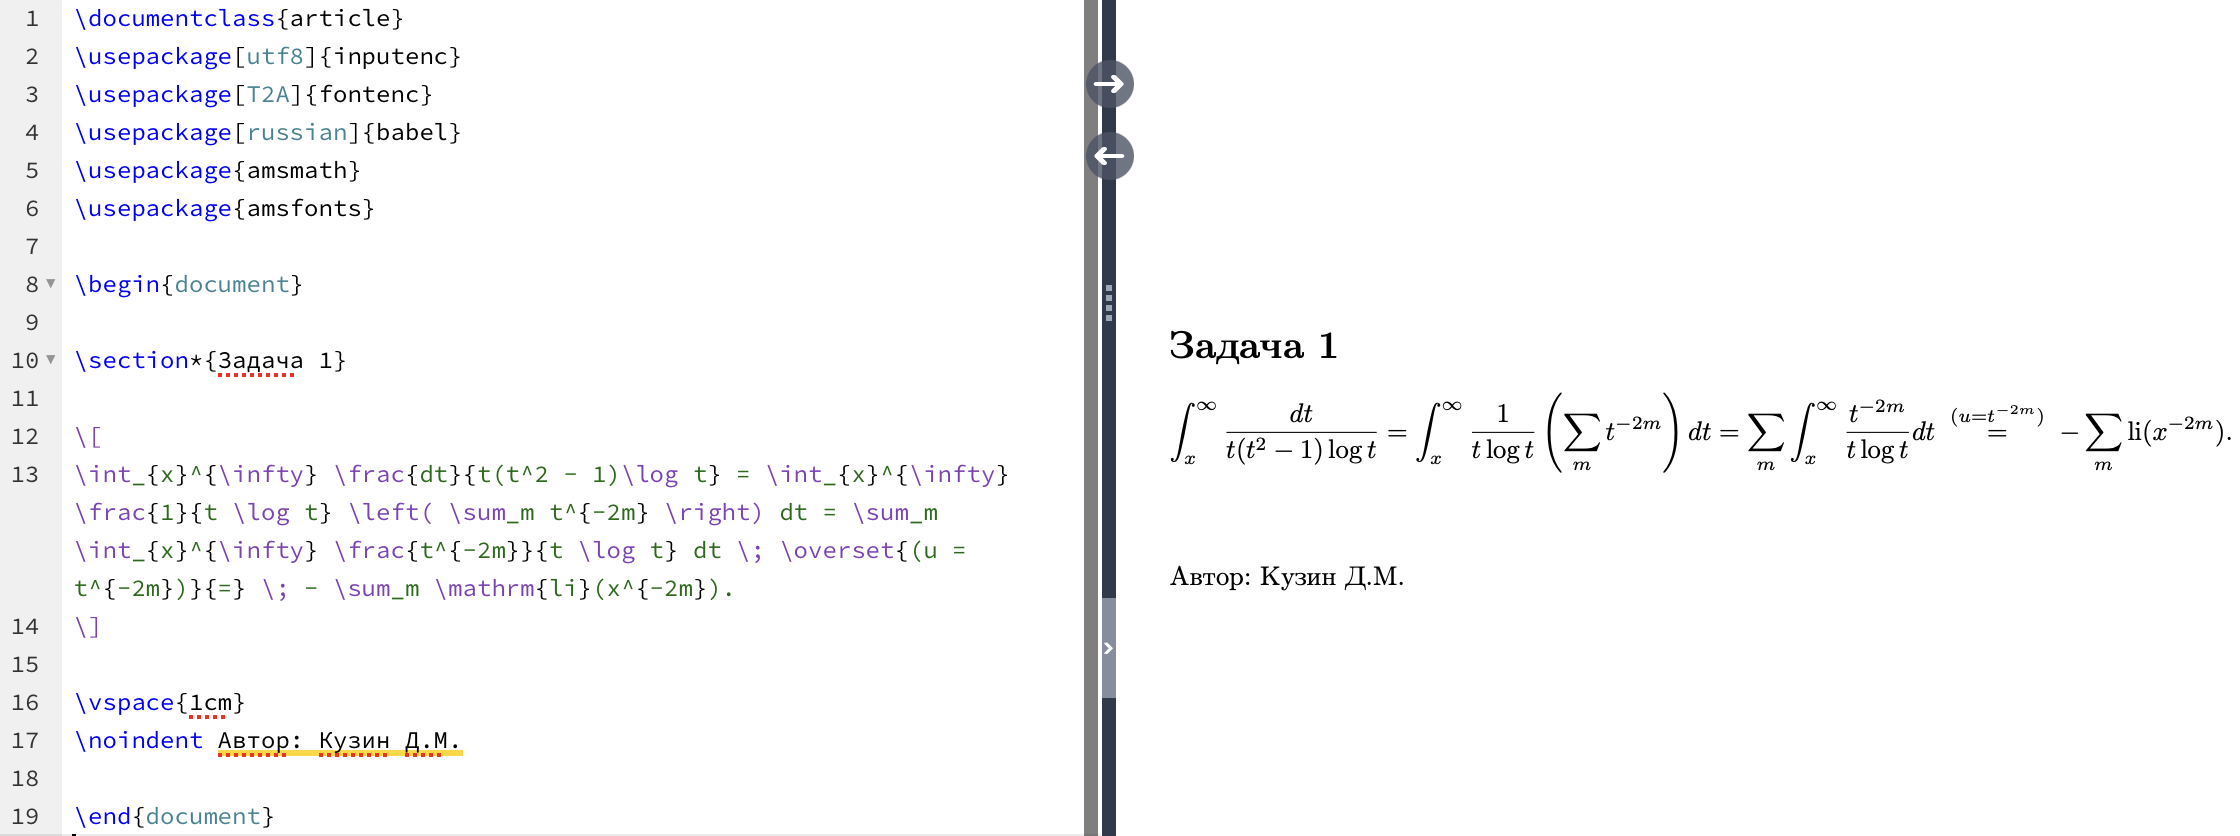 1 \documentclass{article}
2 \usepackage[utf8]{inputenc}
3 \usepackage[T2A]{fontenc}
4 \usepackage[russian]{babel}
5 \usepackage{amsmath}
6 \usepackage{amsfonts}
7
8 \begin{document}
9
10 \section*{Задача 1}
11
12 \[
13 \int_{x}^{\infty} \frac{dt}{t(t^2 - 1)\log t} = \int_{x}^{\infty}
\frac{1}{t \log t} \left( \sum_m t^{-2m} \right) dt = \sum_m
\int_{x}^{\infty} \frac{t^{-2m}}{t \log t} dt \; \overset{(u =
t^{-2m})}{=} \; - \sum_m \mathrm{li}(x^{-2m}).
14 \]
15
16 \vspace{1cm}
17 \noindent Автор: Кузин Д.М.
18
19 \end{document}
Задача 1
\int_{x}^{\infty} \frac{dt}{t(t^2 - 1)\log t} = \int_{x}^{\infty} \frac{1}{t \log t} \left( \sum_m t^{-2m} \right) dt = \sum_m \int_{x}^{\infty} \frac{t^{-2m}}{t \log t} dt \overset{(u=t^{-2m})}{=} - \sum_m \mathrm{li}(x^{-2m}).
Автор: Кузин Д.М.